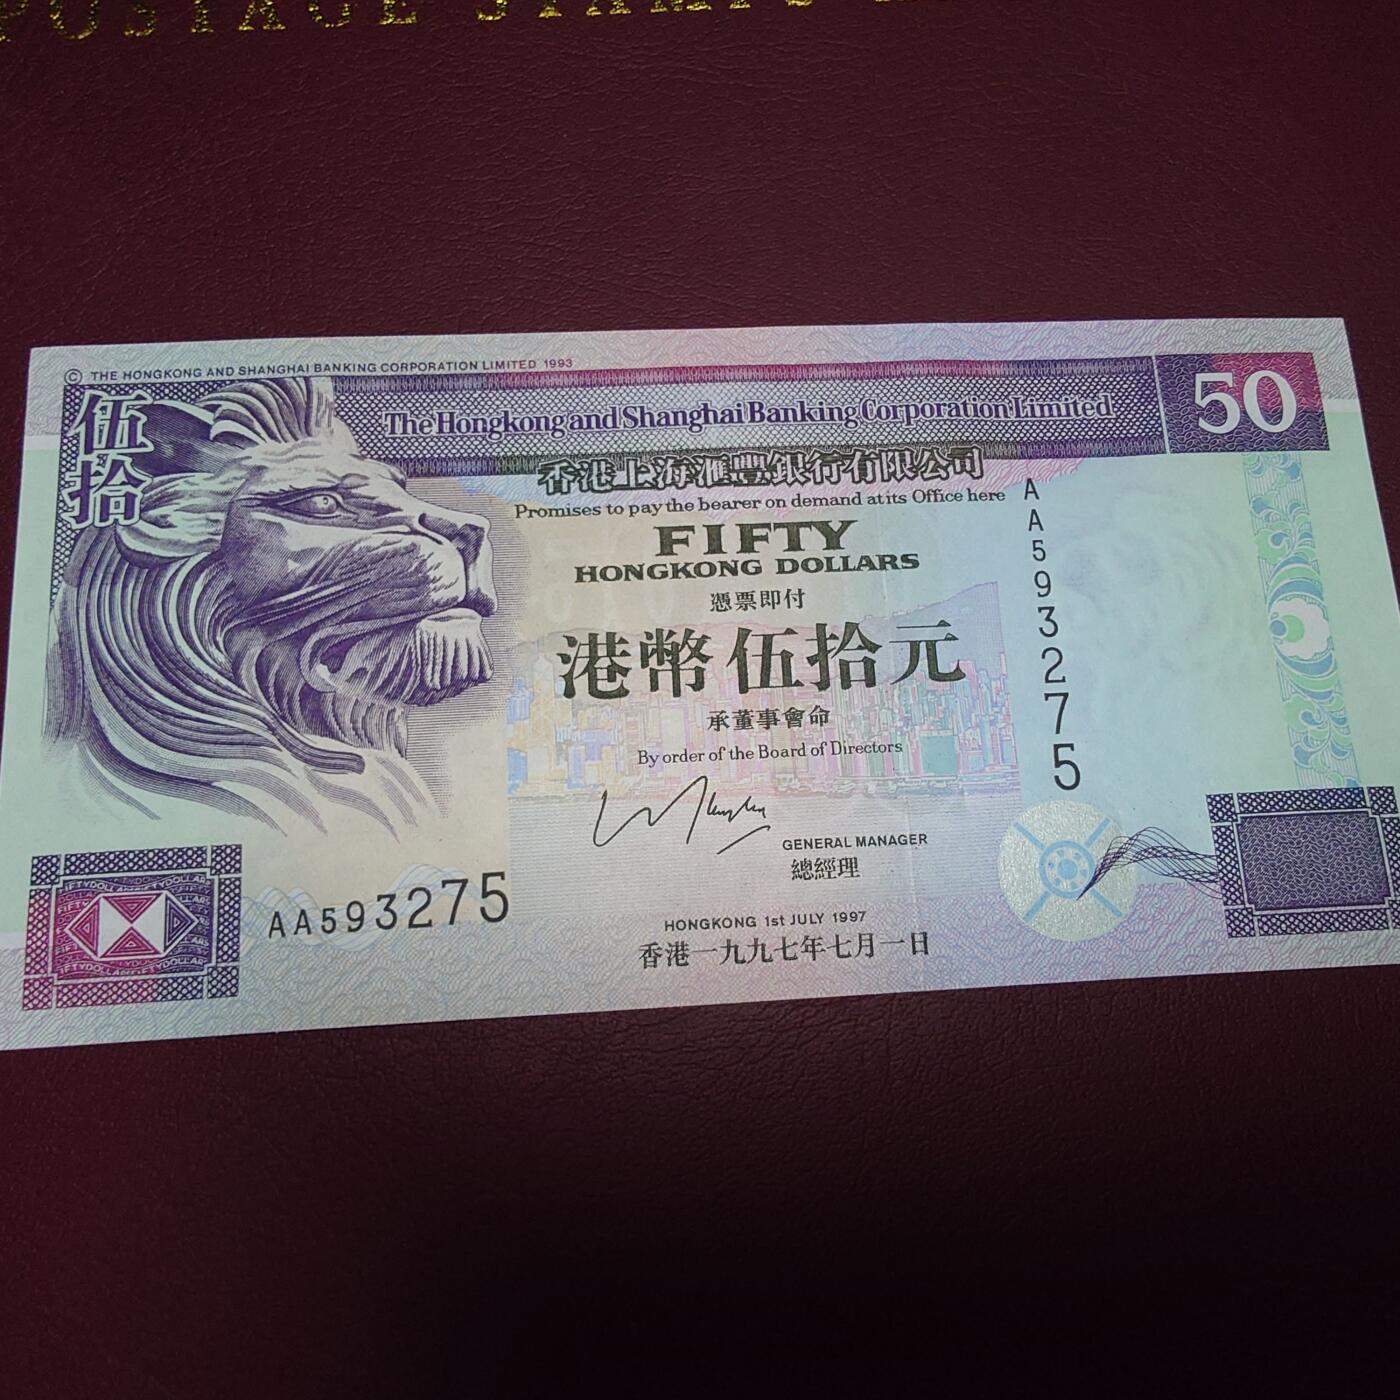 POSTAGE STAMPS
© THE HONGKONG AND SHANGHAI BANKING CORPORATION LIMITED 1993
伍拾
The Hongkong and Shanghai Banking Corporation Limited
50
香港上海滙豐銀行有限公司
Promises to pay the bearer on demand at its Office here
FIFTY
HONGKONG DOLLARS
憑票即付
港幣伍拾元
承董事會命
By order of the Board of Directors
AA593275
GENERAL MANAGER
總經理
AA593275
HONGKONG 1st JULY 1997
香港一九九七年七月一日